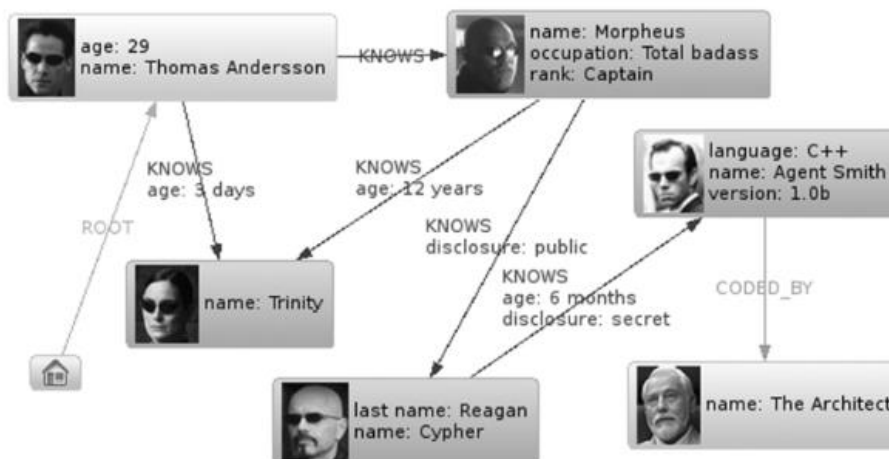 age: 29
name: Thomas Andersson
KNOWS
name: Morpheus
occupation: Total badass
rank: Captain
language: C++
name: Agent Smith
version: 1.0b
KNOWS
age: 3 days
KNOWS
age: 12 years
ROOT
KNOWS
disclosure: public
name: Trinity
KNOWS
age: 6 months
disclosure: secret
CODED_BY
last name: Reagan
name: Cypher
name: The Architect